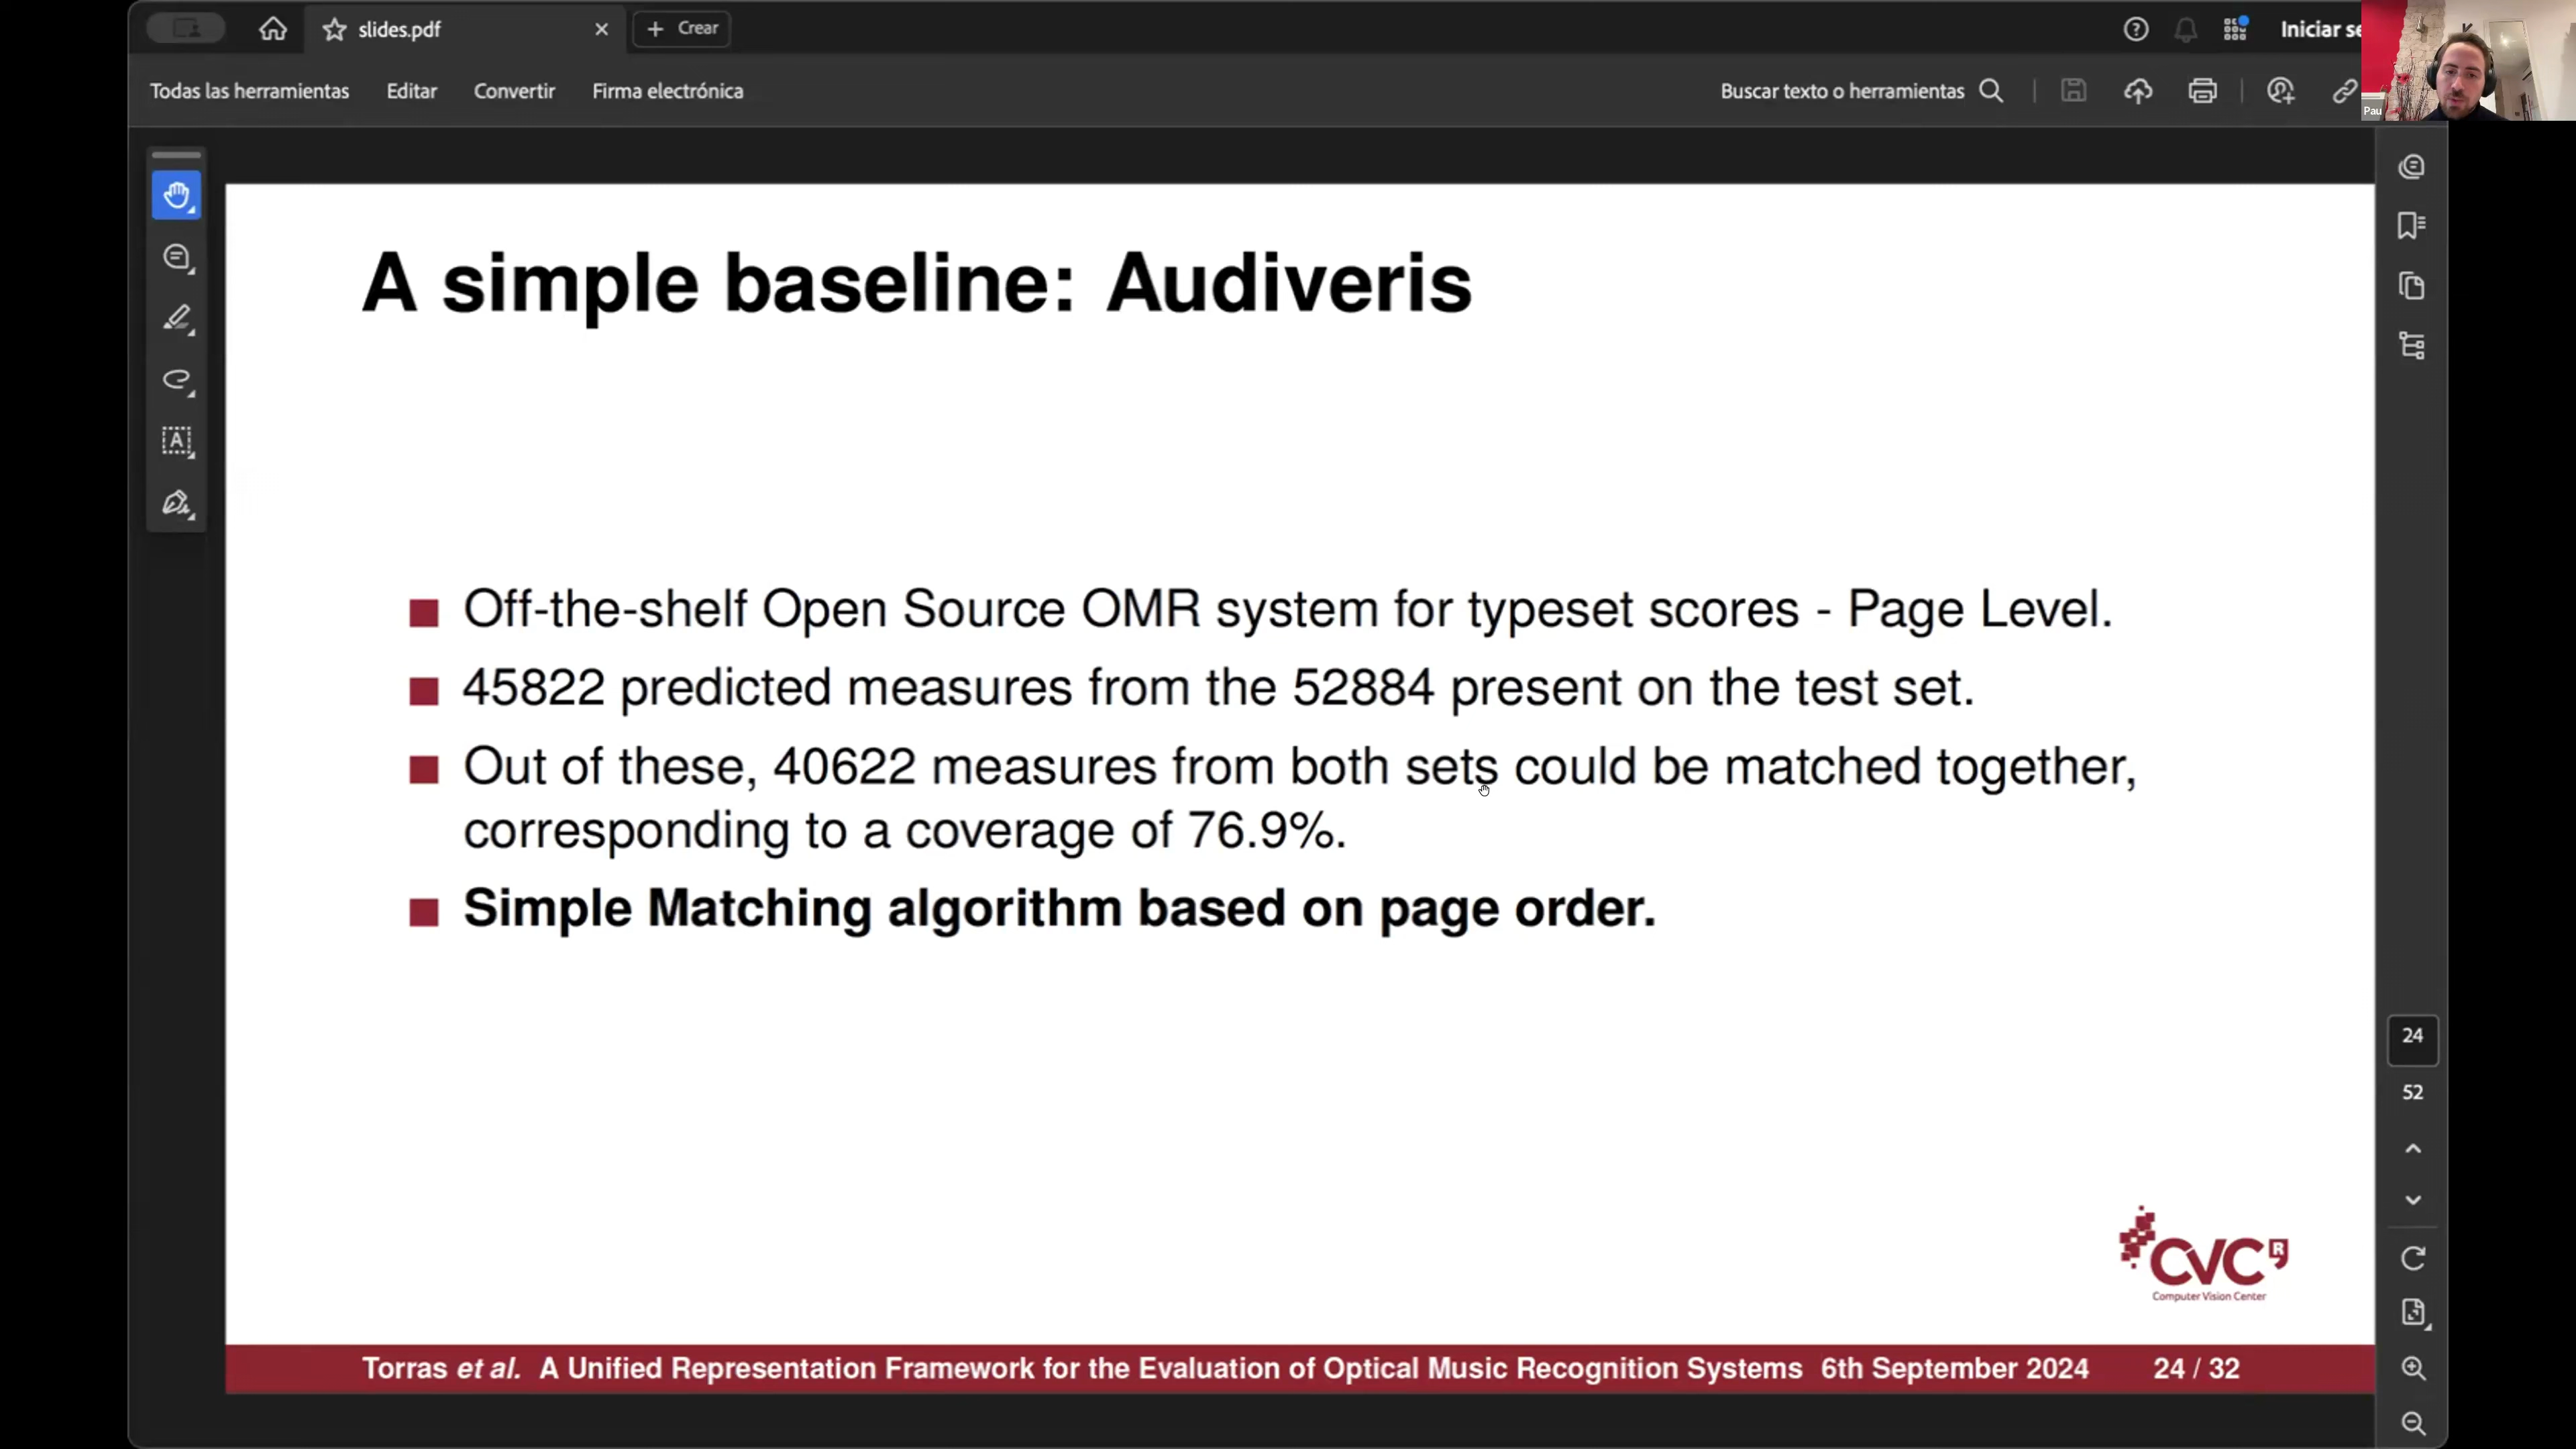 slides.pdf
Crear
Todas las herramientas
Editar
Convertir
Firma electrónica
Buscar texto o herramientas
Iniciar se
Pau
A simple baseline: Audiveris
Off-the-shelf Open Source OMR system for typeset scores - Page Level.
45822 predicted measures from the 52884 present on the test set.
Out of these, 40622 measures from both sets could be matched together,
corresponding to a coverage of 76.9%.
Simple Matching algorithm based on page order.
24
52
CVC
R
Computer Vision Center
Torras et al. A Unified Representation Framework for the Evaluation of Optical Music Recognition Systems 6th September 2024 24 / 32